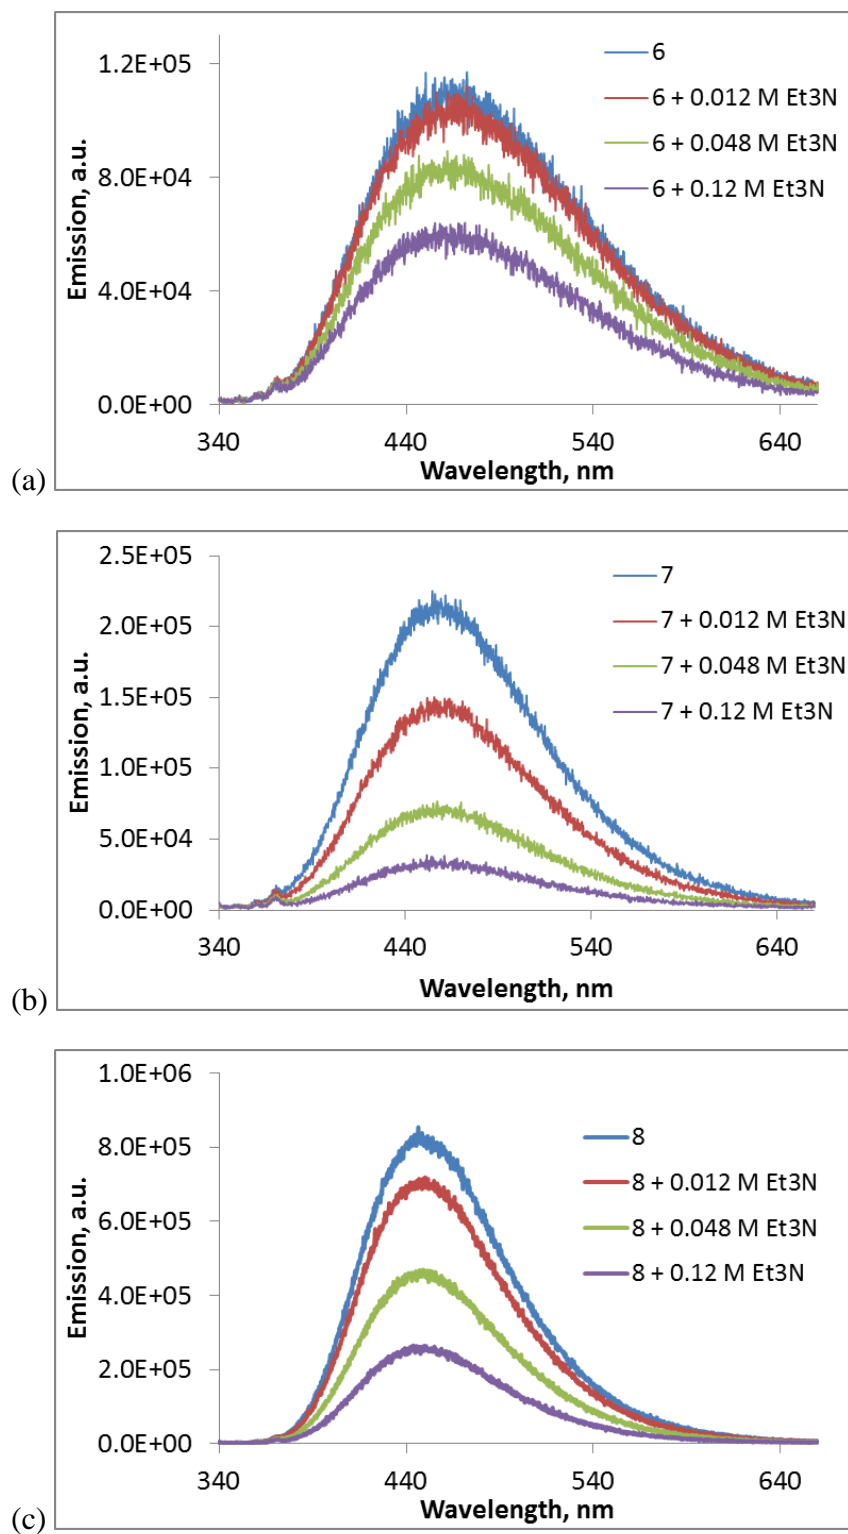 1.2E+05
8.0E+04
4.0E+04
0.0E+00
Emission, a.u.
6
6 + 0.012 M Et3N
6 + 0.048 M Et3N
6 + 0.12 M Et3N
340 440 540 640
Wavelength, nm
(a)
2.5E+05
2.0E+05
1.5E+05
1.0E+05
5.0E+04
0.0E+00
Emission, a.u.
7
7 + 0.012 M Et3N
7 + 0.048 M Et3N
7 + 0.12 M Et3N
340 440 540 640
Wavelength, nm
(b)
1.0E+06
8.0E+05
6.0E+05
4.0E+05
2.0E+05
0.0E+00
Emission, a.u.
8
8 + 0.012 M Et3N
8 + 0.048 M Et3N
8 + 0.12 M Et3N
340 440 540 640
Wavelength, nm
(c)